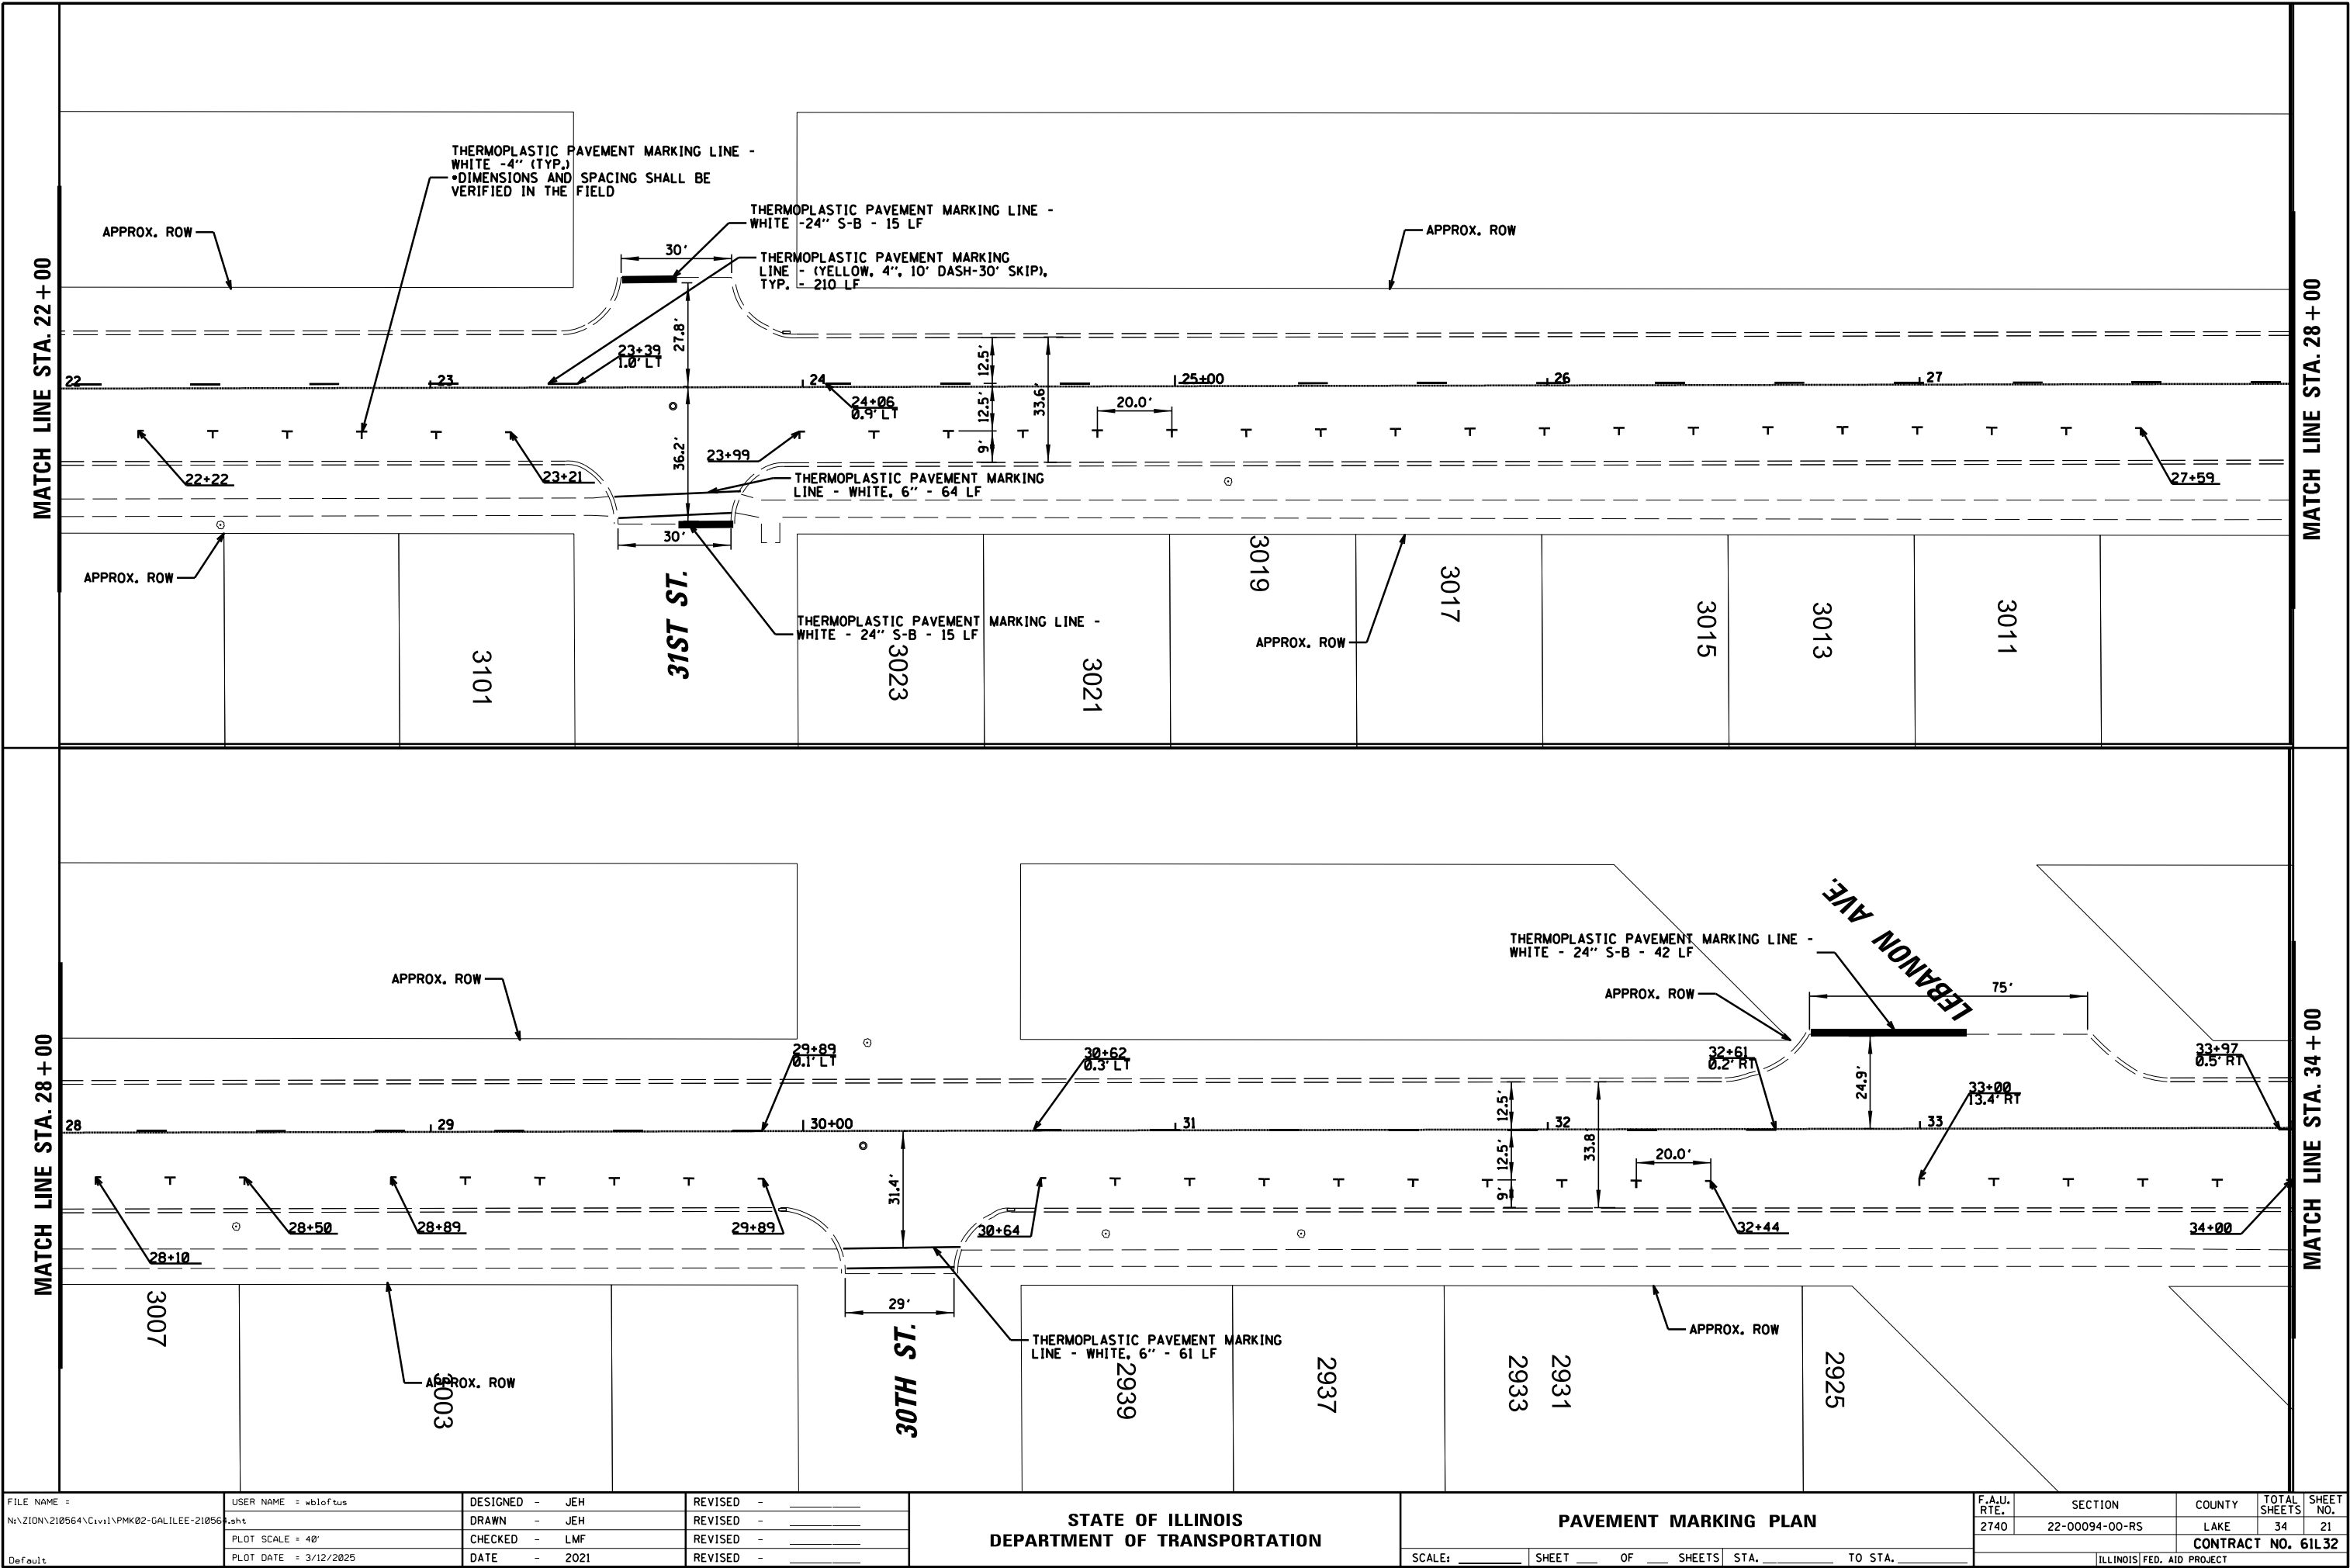 THERMOPLASTIC PAVEMENT MARKING LINE -
WHITE -4" (TYP.)
*DIMENSIONS AND SPACING SHALL BE
VERIFIED IN THE FIELD
THERMOPLASTIC PAVEMENT MARKING LINE -
WHITE -24" S-B - 15 LF
APPROX. ROW
APPROX. ROW
30'
THERMOPLASTIC PAVEMENT MARKING
LINE - (YELLOW, 4", 10' DASH-30' SKIP),
TYP. - 210 LF
MATCH LINE STA. 22+00
MATCH LINE STA. 28+00
27.8'
23+39
1.0' LT
12.5'
33.6'
22
23
24
25+00
26
27
24+06
0.9' LT
12.5'
20.0'
36.2'
9'
22+22
23+21
23+99
27+59
THERMOPLASTIC PAVEMENT MARKING
LINE - WHITE, 6" - 64 LF
30'
APPROX. ROW
31ST ST.
THERMOPLASTIC PAVEMENT MARKING LINE -
WHITE - 24" S-B - 15 LF
APPROX. ROW
3101
3023
3021
3019
3017
3015
3013
3011
LEBANON AVE.
THERMOPLASTIC PAVEMENT MARKING LINE -
WHITE - 24" S-B - 42 LF
APPROX. ROW
APPROX. ROW
75'
MATCH LINE STA. 28+00
MATCH LINE STA. 34+00
29+89
0.1' LT
30+62
0.3' LT
32+61
0.2' RT
33+97
0.5' RT
24.9'
33+00
13.4' RT
12.5'
33.8'
28
29
30+00
31
32
33
12.5'
20.0'
31.4'
9'
28+10
28+50
28+89
29+89
30+64
32+44
34+00
29'
30TH ST.
THERMOPLASTIC PAVEMENT MARKING
LINE - WHITE, 6" - 61 LF
APPROX. ROW
APPROX. ROW
3007
3003
2939
2937
2933
2931
2925
FILE NAME =
N:\ZION\210564\Civil\PMK02-GALILEE-210564.sht
Default
USER NAME = wbloftus
PLOT SCALE = 40'
PLOT DATE = 3/12/2025
DESIGNED - JEH
DRAWN - JEH
CHECKED - LMF
DATE - 2021
REVISED -
REVISED -
REVISED -
REVISED -
STATE OF ILLINOIS
DEPARTMENT OF TRANSPORTATION
PAVEMENT MARKING PLAN
SCALE: SHEET OF SHEETS STA. TO STA.
F.A.U. RTE.
SECTION
COUNTY
TOTAL SHEETS
SHEET NO.
2740
22-00094-00-RS
LAKE
34
21
CONTRACT NO. 61L32
ILLINOIS FED. AID PROJECT